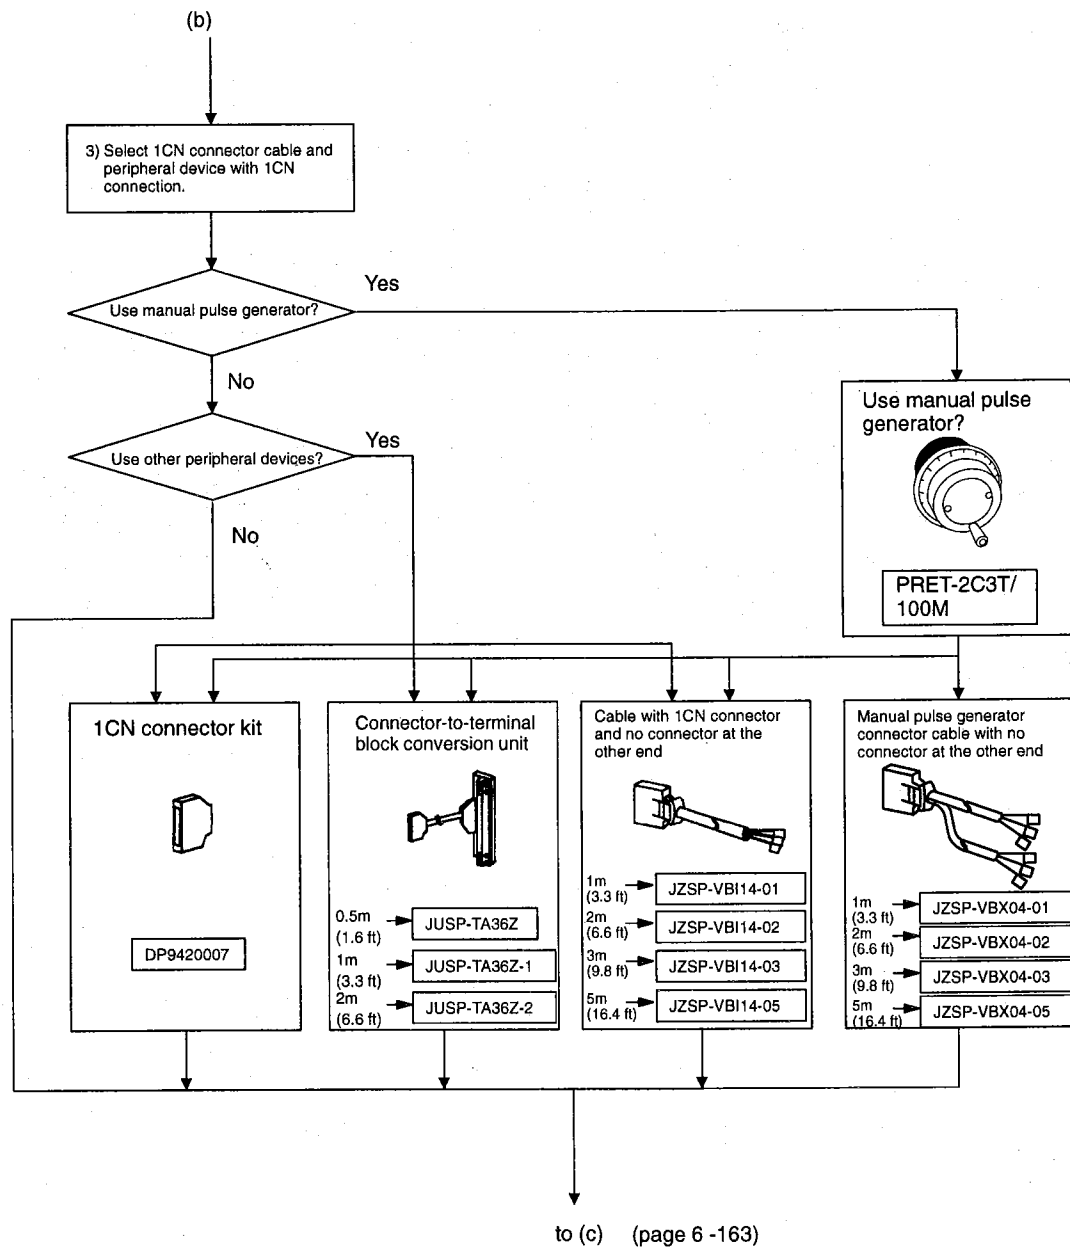 (b)
3) Select 1CN connector cable and
peripheral device with 1CN
connection.
Yes
Use manual pulse generator?
No
Use manual pulse
generator?
Yes
Use other peripheral devices?
No
PRET-2C3T/
100M
1CN connector kit
DP9420007
Connector-to-terminal
block conversion unit
0.5m
(1.6 ft)
JUSP-TA36Z
1m
(3.3 ft)
JUSP-TA36Z-1
2m
(6.6 ft)
JUSP-TA36Z-2
Cable with 1CN connector
and no connector at the
other end
1m
(3.3 ft)
JZSP-VBI14-01
2m
(6.6 ft)
JZSP-VBI14-02
3m
(9.8 ft)
JZSP-VBI14-03
5m
(16.4 ft)
JZSP-VBI14-05
Manual pulse generator
connector cable with no
connector at the other end
1m
(3.3 ft)
JZSP-VBX04-01
2m
(6.6 ft)
JZSP-VBX04-02
3m
(9.8 ft)
JZSP-VBX04-03
5m
(16.4 ft)
JZSP-VBX04-05
to (c) (page 6 -163)